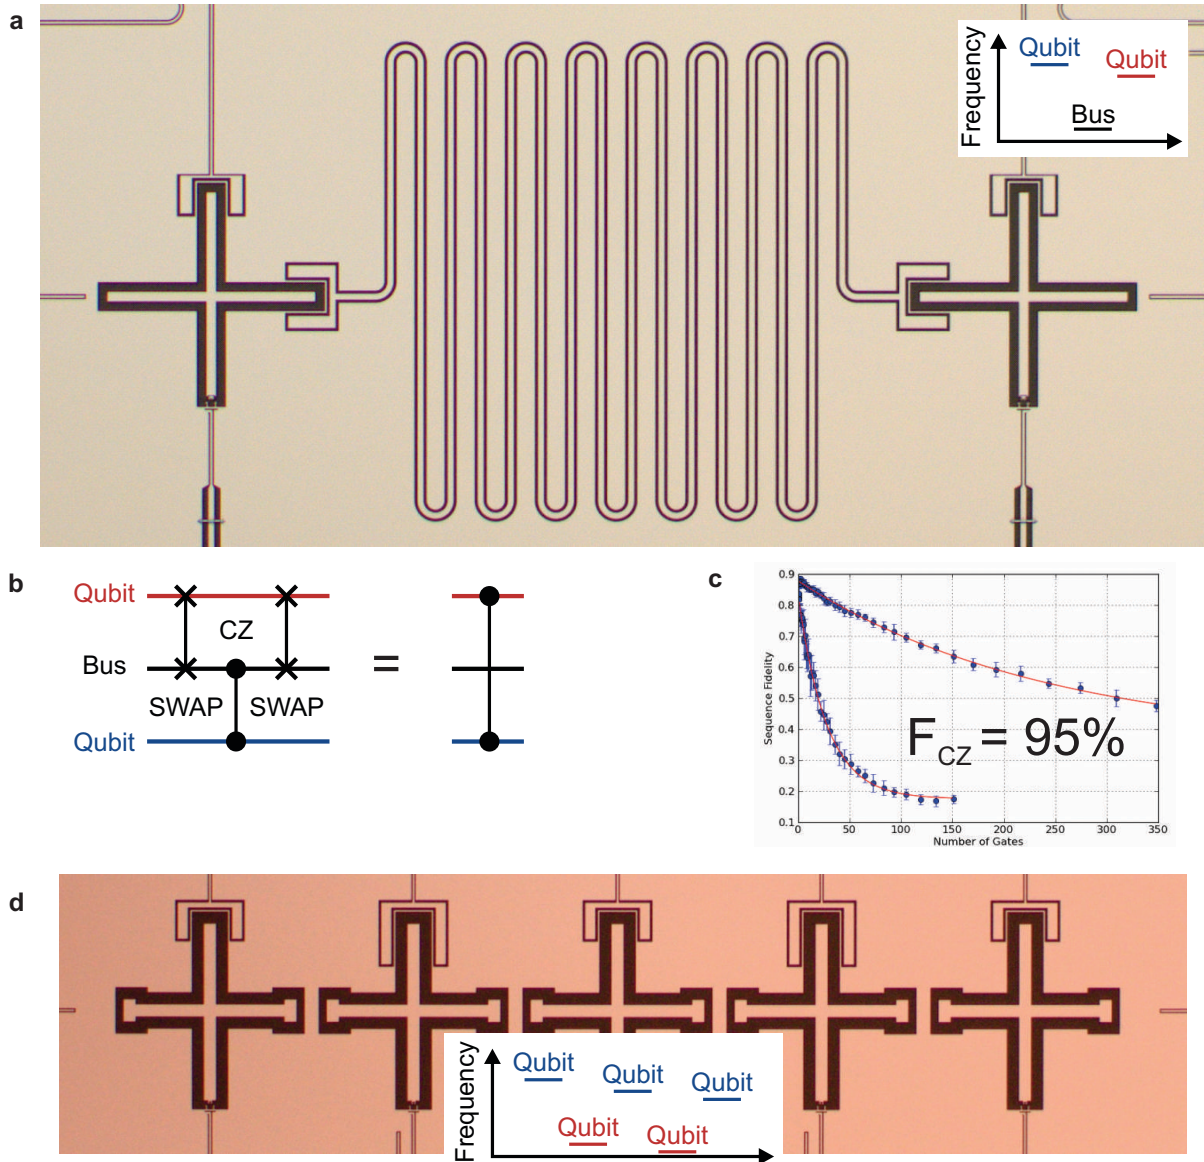 a
Frequency
Qubit
Qubit
Bus
b
Qubit
CZ
Bus
SWAP
SWAP
Qubit
=
c
0.9
0.8
0.7
0.6
0.5
0.4
0.3
0.2
0.1
Sequence Fidelity
F_CZ = 95%
0 50 100 150 200 250 300 350
Number of Gates
d
Frequency
Qubit
Qubit
Qubit
Qubit
Qubit